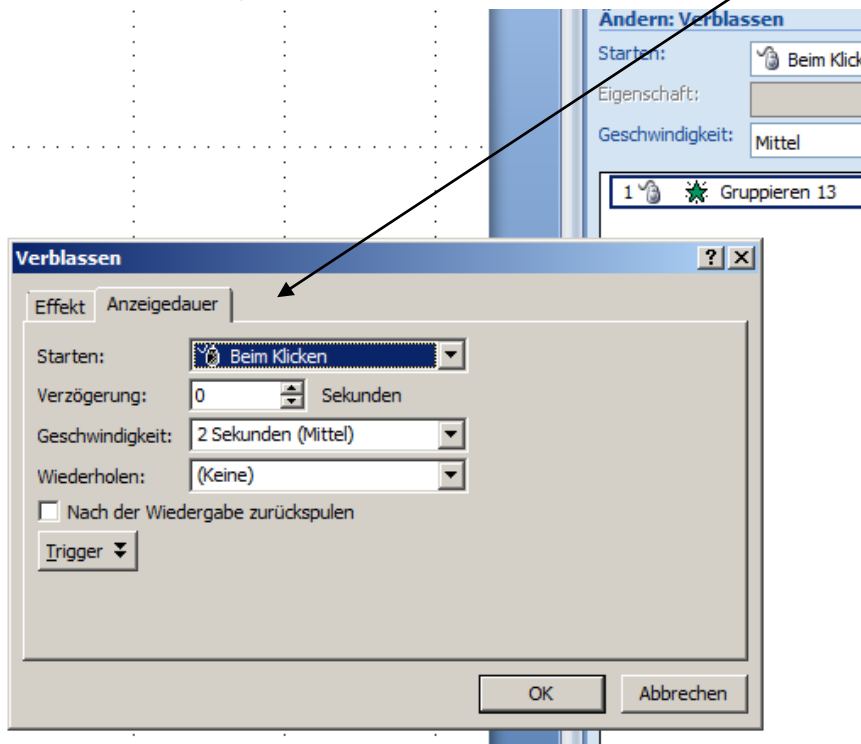 Ändern: Verblassen
Starten:
Beim Klick
Eigenschaft:
Geschwindigkeit:
Mittel
1 Gruppieren 13
Verblassen
Effekt Anzeigedauer
Starten: Beim Klicken
Verzögerung: 0 Sekunden
Geschwindigkeit: 2 Sekunden (Mittel)
Wiederholen: (Keine)
Nach der Wiedergabe zurückspulen
Trigger
OK Abbrechen